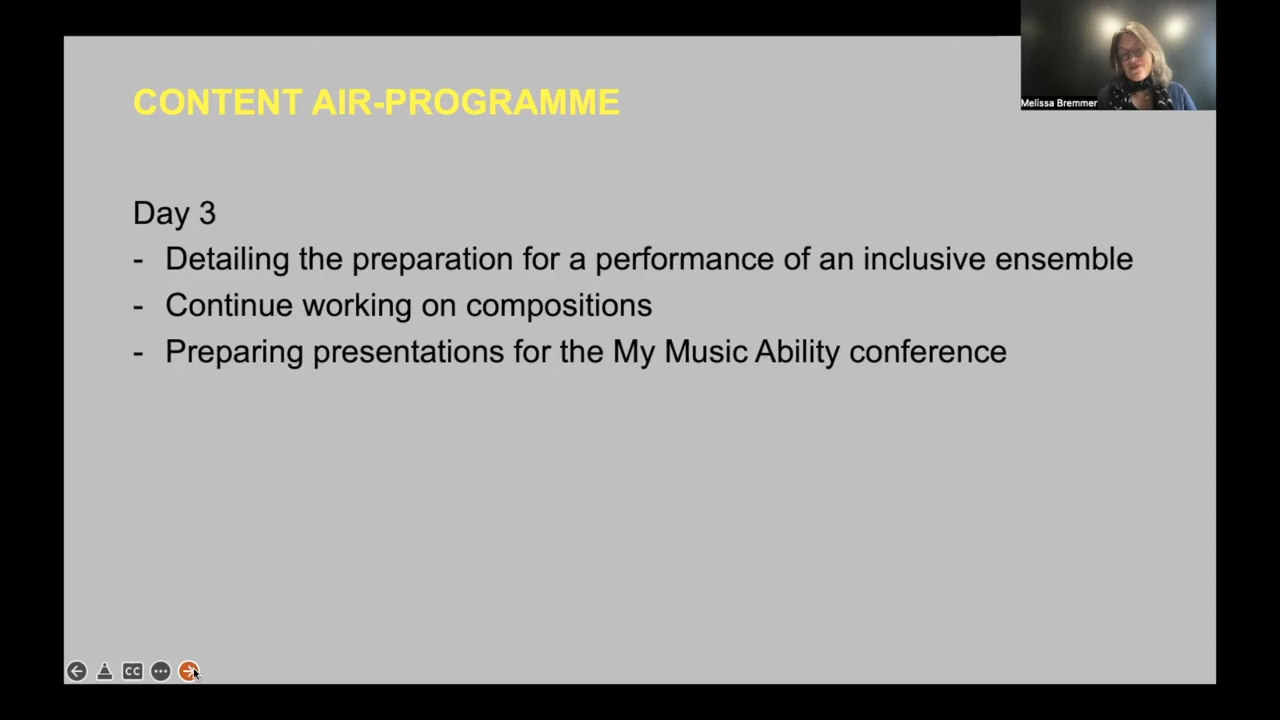 CONTENT AIR-PROGRAMME
Melissa Bremmer
Day 3
- Detailing the preparation for a performance of an inclusive ensemble
- Continue working on compositions
- Preparing presentations for the My Music Ability conference
CC